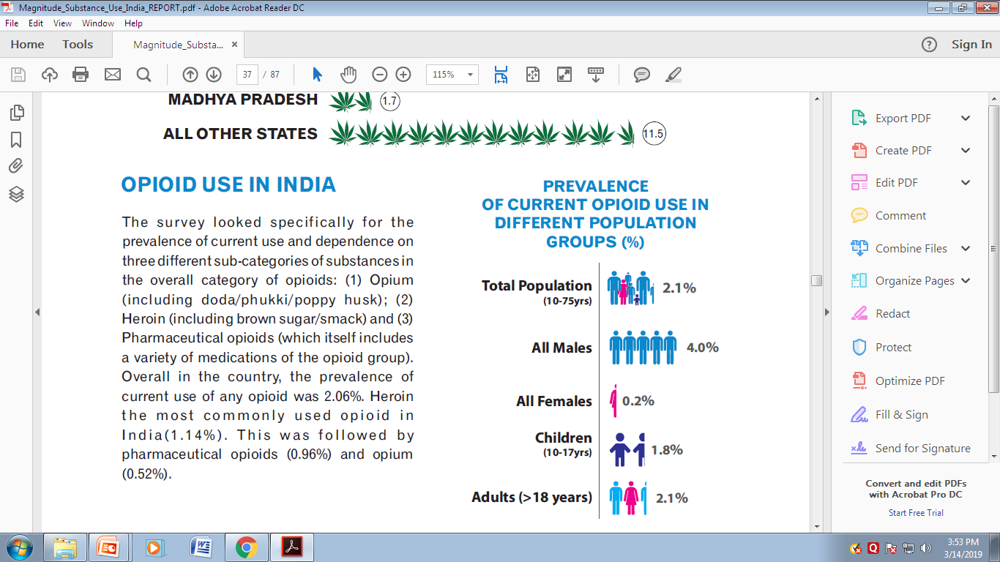 Magnitude_Substance_Use_India_REPORT.pdf - Adobe Acrobat Reader DC
File Edit View Window Help
Home Tools Magnitude_Substa... × ? Sign In
37 / 87 115%
MADHYA PRADESH 1.7
ALL OTHER STATES 11.5
OPIOID USE IN INDIA
The survey looked specifically for the
prevalence of current use and dependence on
three different sub-categories of substances in
the overall category of opioids: (1) Opium
(including doda/phukki/poppy husk); (2)
Heroin (including brown sugar/smack) and (3)
Pharmaceutical opioids (which itself includes
a variety of medications of the opioid group).
Overall in the country, the prevalence of
current use of any opioid was 2.06%. Heroin
the most commonly used opioid in
India(1.14%). This was followed by
pharmaceutical opioids (0.96%) and opium
(0.52%).
PREVALENCE
OF CURRENT OPIOID USE IN
DIFFERENT POPULATION
GROUPS (%)
Total Population 2.1%
(10-75yrs)
All Males 4.0%
All Females 0.2%
Children 1.8%
(10-17yrs)
Adults (>18 years) 2.1%
Export PDF
Create PDF
Edit PDF
Comment
Combine Files
Organize Pages
Redact
Protect
Optimize PDF
Fill & Sign
Send for Signature
Convert and edit PDFs
with Acrobat Pro DC
Start Free Trial
3:53 PM
3/14/2019